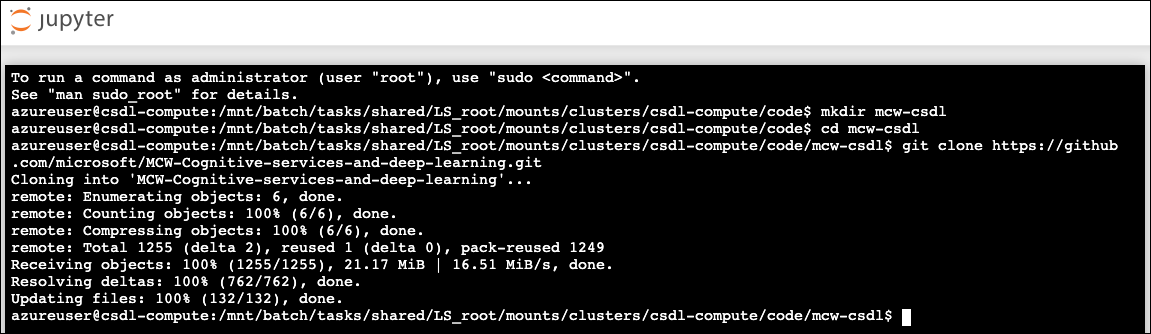 jupyter
To run a command as administrator (user "root"), use "sudo <command>".
See "man sudo_root" for details.
azureuser@csdl-compute:/mnt/batch/tasks/shared/LS_root/mounts/clusters/csdl-compute/code$ mkdir mcw-csdl
azureuser@csdl-compute:/mnt/batch/tasks/shared/LS_root/mounts/clusters/csdl-compute/code$ cd mcw-csdl
azureuser@csdl-compute:/mnt/batch/tasks/shared/LS_root/mounts/clusters/csdl-compute/code/mcw-csdl$ git clone https://github
.com/microsoft/MCW-Cognitive-services-and-deep-learning.git
Cloning into 'MCW-Cognitive-services-and-deep-learning'...
remote: Enumerating objects: 6, done.
remote: Counting objects: 100% (6/6), done.
remote: Compressing objects: 100% (6/6), done.
remote: Total 1255 (delta 2), reused 1 (delta 0), pack-reused 1249
Receiving objects: 100% (1255/1255), 21.17 MiB | 16.51 MiB/s, done.
Resolving deltas: 100% (762/762), done.
Updating files: 100% (132/132), done.
azureuser@csdl-compute:/mnt/batch/tasks/shared/LS_root/mounts/clusters/csdl-compute/code/mcw-csdl$